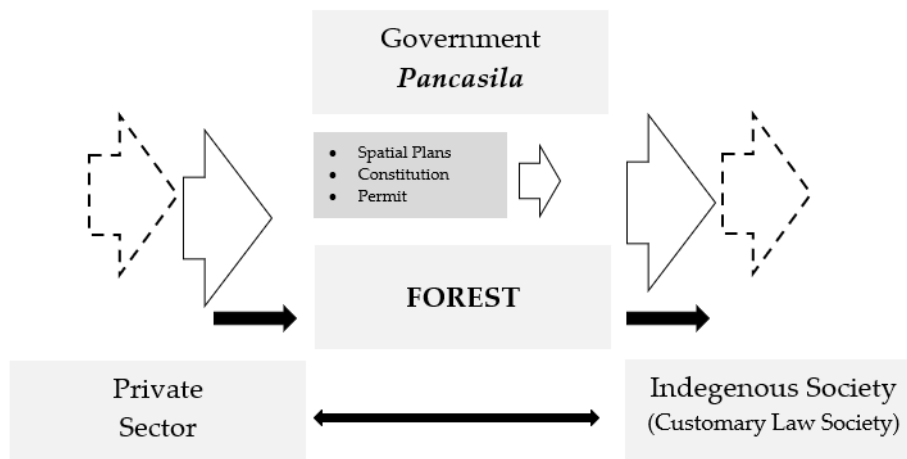 Government
Pancasila
• Spatial Plans
• Constitution
• Permit
FOREST
Private
Sector
Indegenous Society
(Customary Law Society)